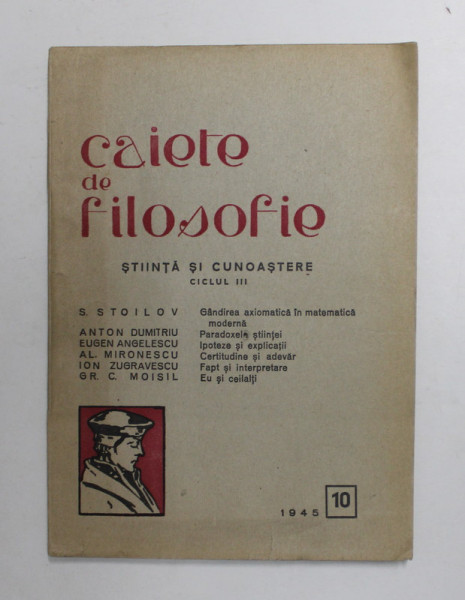 caiete
de
filosofie
ȘTIINȚĂ ȘI CUNOAȘTERE
CICLUL III
S. STOILOV Gândirea axiomatică în matematica
modernă
ANTON DUMITRIU Paradoxele științei
EUGEN ANGELESCU Ipoteze și explicații
AL. MIRONESCU Certitudine și adevăr
ION ZUGRAVESCU Fapt și interpretare
GR. C. MOISIL Eu și ceilalți
1945 10